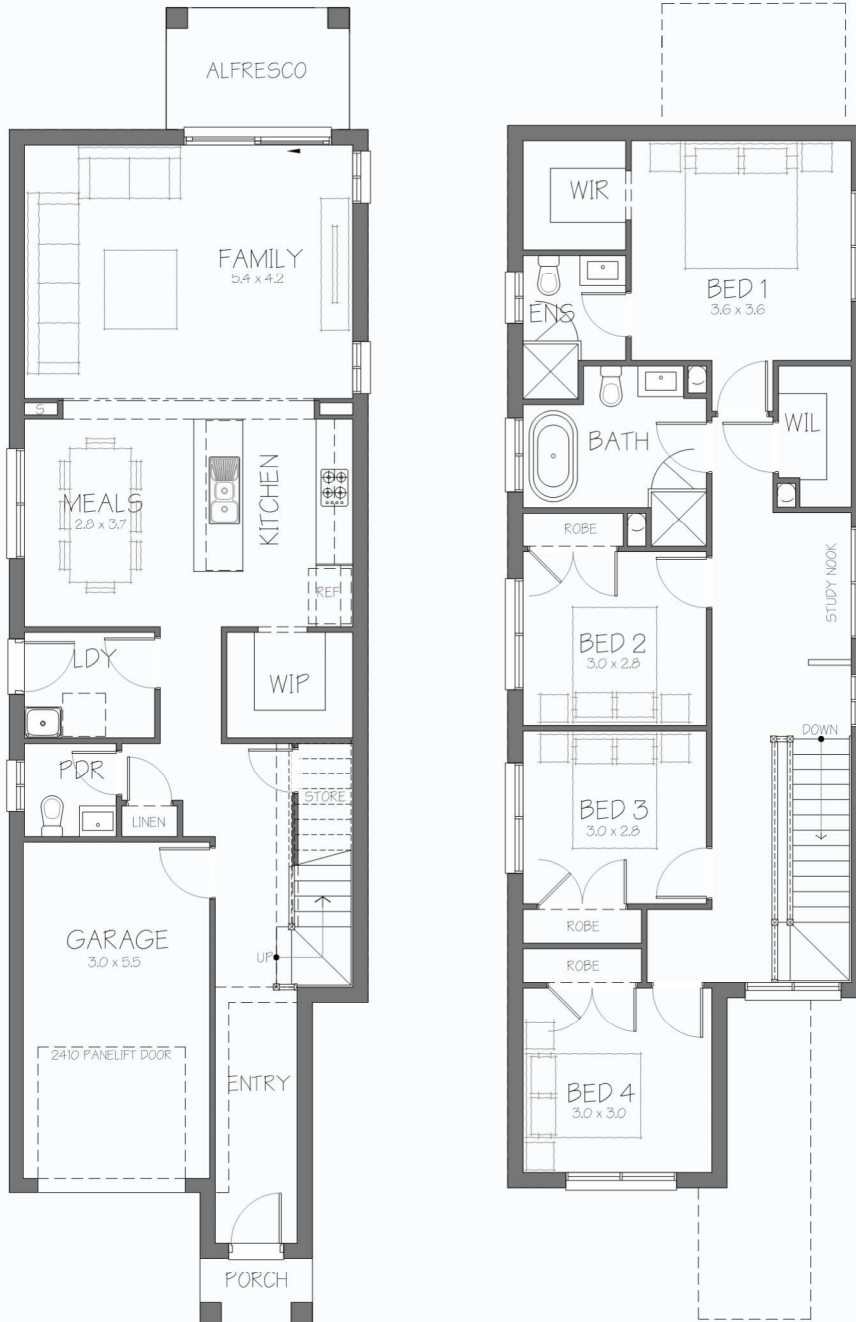 ALFRESCO
FAMILY
5.4 x 4.2
S
MEALS
2.8 x 3.7
KITCHEN
REF
LDY
WIP
PDR
LINEN
STORE
GARAGE
3.0 x 5.5
UP
2410 PANELIFT DOOR
ENTRY
PORCH
WIR
BED 1
3.6 x 3.6
ENS
BATH
WIL
ROBE
STUDY NOOK
BED 2
3.0 x 2.8
DOWN
BED 3
3.0 x 2.8
ROBE
ROBE
BED 4
3.0 x 3.0